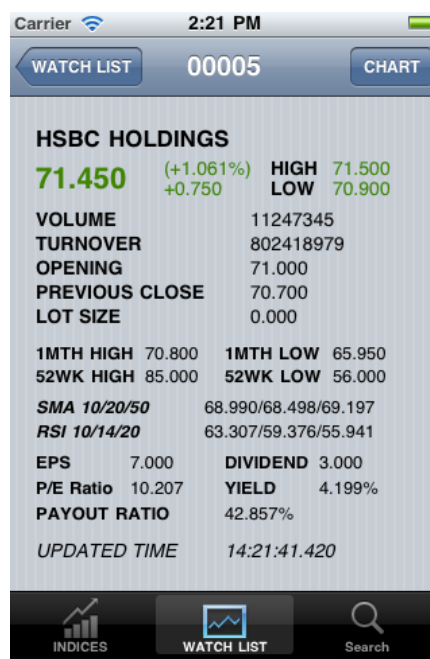 Carrier 2:21 PM
WATCH LIST 00005 CHART
HSBC HOLDINGS
71.450 (+1.061%) HIGH 71.500
+0.750 LOW 70.900
VOLUME 11247345
TURNOVER 802418979
OPENING 71.000
PREVIOUS CLOSE 70.700
LOT SIZE 0.000
1MTH HIGH 70.800 1MTH LOW 65.950
52WK HIGH 85.000 52WK LOW 56.000
SMA 10/20/50 68.990/68.498/69.197
RSI 10/14/20 63.307/59.376/55.941
EPS 7.000 DIVIDEND 3.000
P/E Ratio 10.207 YIELD 4.199%
PAYOUT RATIO 42.857%
UPDATED TIME 14:21:41.420
INDICES WATCH LIST Search